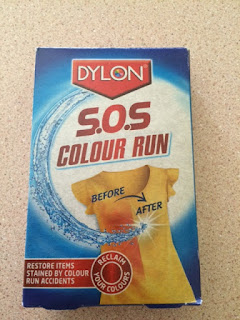 DYLON
S.O.S
COLOUR RUN
BEFORE
AFTER
RESTORE ITEMS
STAINED BY COLOUR
RUN ACCIDENTS
RECLAIM
YOUR COLOURS